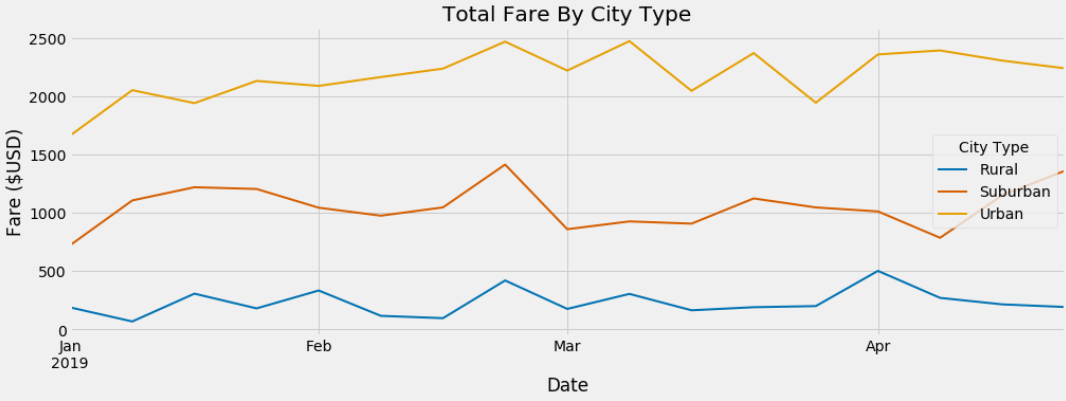 Total Fare By City Type
Fare ($USD)
2500
2000
1500
1000
500
0
City Type
Rural
Suburban
Urban
Jan
2019
Feb
Mar
Apr
Date